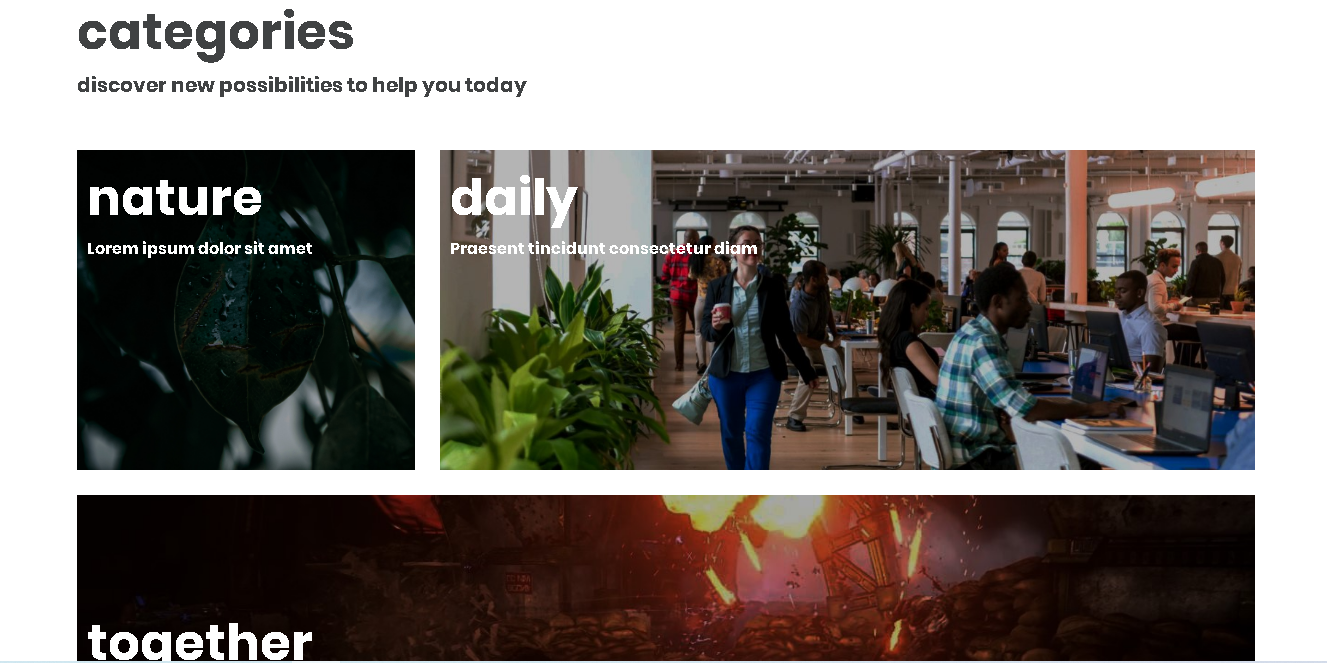 categories
discover new possibilities to help you today
nature
Lorem ipsum dolor sit amet
daily
Praesent tincidunt consectetur diam
together